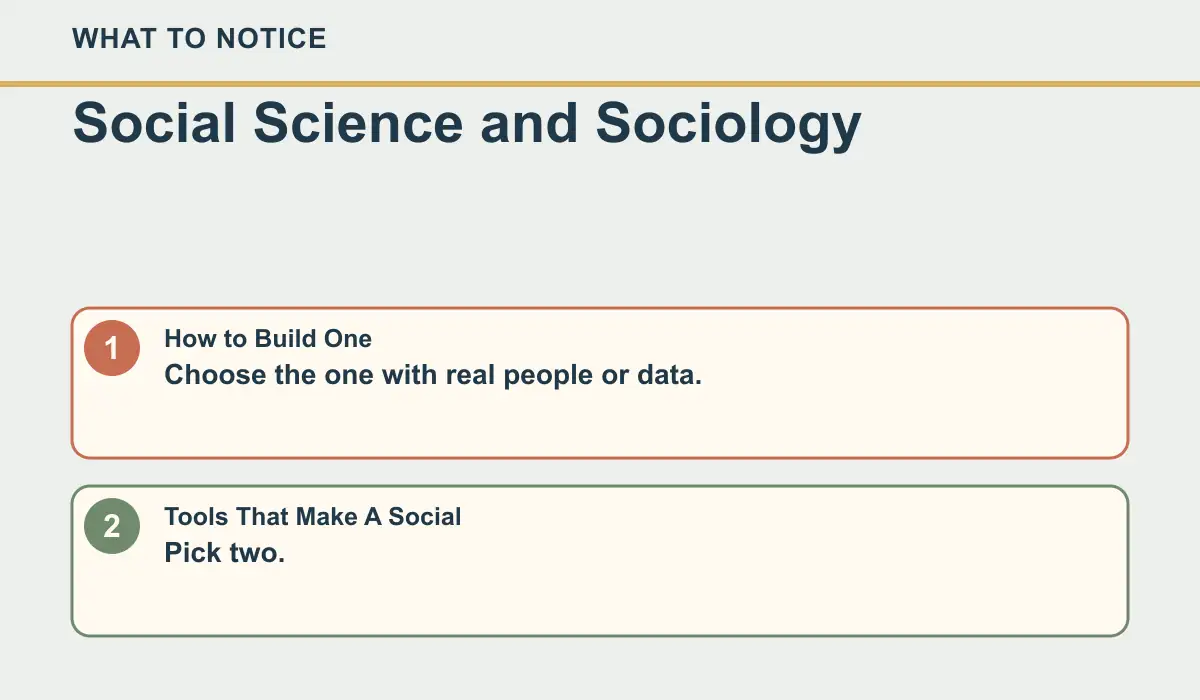 WHAT TO NOTICE
Social Science and Sociology
1
How to Build One
Choose the one with real people or data.
2
Tools That Make A Social
Pick two.